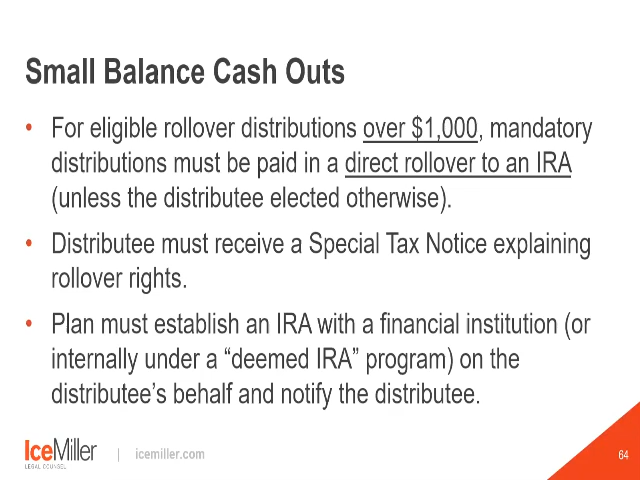 Small Balance Cash Outs
• For eligible rollover distributions over $1,000, mandatory
distributions must be paid in a direct rollover to an IRA
(unless the distributee elected otherwise).
• Distributee must receive a Special Tax Notice explaining
rollover rights.
• Plan must establish an IRA with a financial institution (or
internally under a “deemed IRA” program) on the
distributee’s behalf and notify the distributee.
IceMiller
LEGAL COUNSEL
| icemiller.com
64